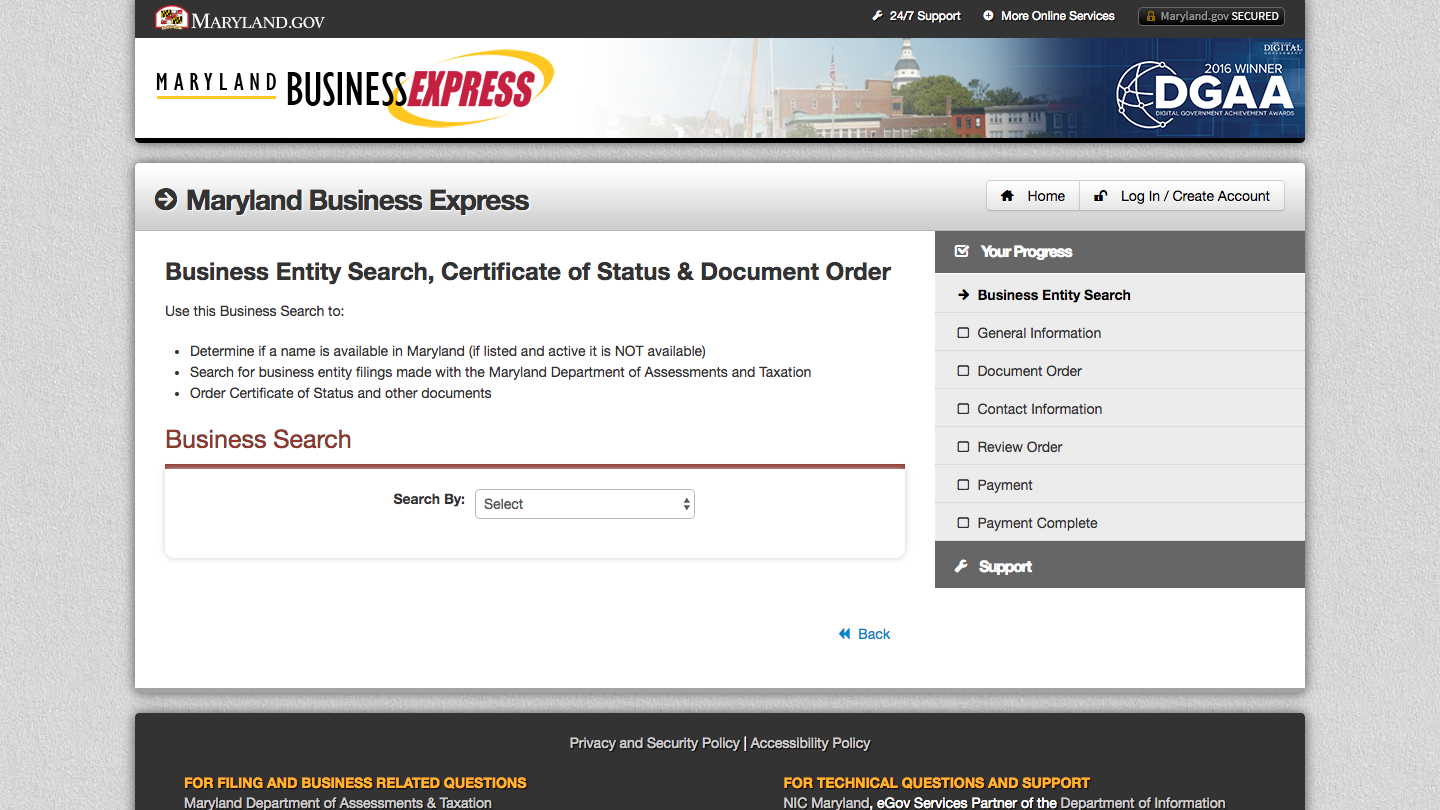 MARYLAND.GOV
24/7 Support
More Online Services
Maryland.gov SECURED
MARYLAND BUSINESS EXPRESS
DIGITAL
2016 WINNER
DGAA
DIGITAL GOVERNMENT ACHIEVEMENT AWARDS
Maryland Business Express
Home
Log In / Create Account
Business Entity Search, Certificate of Status & Document Order
Use this Business Search to:
• Determine if a name is available in Maryland (if listed and active it is NOT available)
• Search for business entity filings made with the Maryland Department of Assessments and Taxation
• Order Certificate of Status and other documents
Business Search
Search By:
Select
Back
Your Progress
Business Entity Search
General Information
Document Order
Contact Information
Review Order
Payment
Payment Complete
Support
Privacy and Security Policy | Accessibility Policy
FOR FILING AND BUSINESS RELATED QUESTIONS
Maryland Department of Assessments & Taxation
FOR TECHNICAL QUESTIONS AND SUPPORT
NIC Maryland, eGov Services Partner of the Department of Information